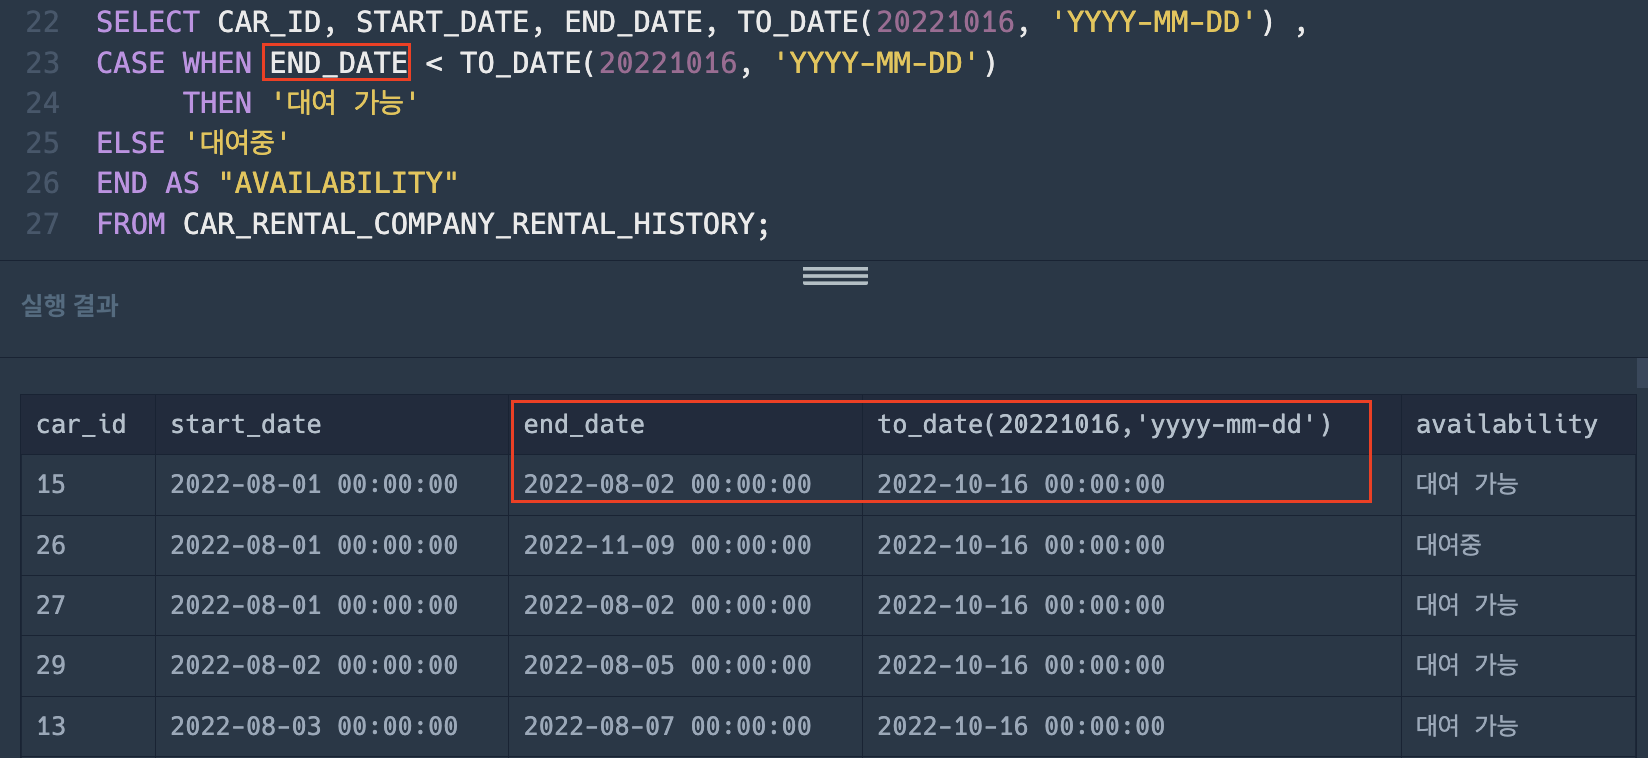 22 SELECT CAR_ID, START_DATE, END_DATE, TO_DATE(20221016, 'YYYY-MM-DD') ,
23 CASE WHEN END_DATE < TO_DATE(20221016, 'YYYY-MM-DD')
24 THEN '대여 가능'
25 ELSE '대여중'
26 END AS "AVAILABILITY"
27 FROM CAR_RENTAL_COMPANY_RENTAL_HISTORY;
실행 결과
car_id start_date end_date to_date(20221016,'yyyy-mm-dd') availability
15 2022-08-01 00:00:00 2022-08-02 00:00:00 2022-10-16 00:00:00 대여 가능
26 2022-08-01 00:00:00 2022-11-09 00:00:00 2022-10-16 00:00:00 대여중
27 2022-08-01 00:00:00 2022-08-02 00:00:00 2022-10-16 00:00:00 대여 가능
29 2022-08-02 00:00:00 2022-08-05 00:00:00 2022-10-16 00:00:00 대여 가능
13 2022-08-03 00:00:00 2022-08-07 00:00:00 2022-10-16 00:00:00 대여 가능